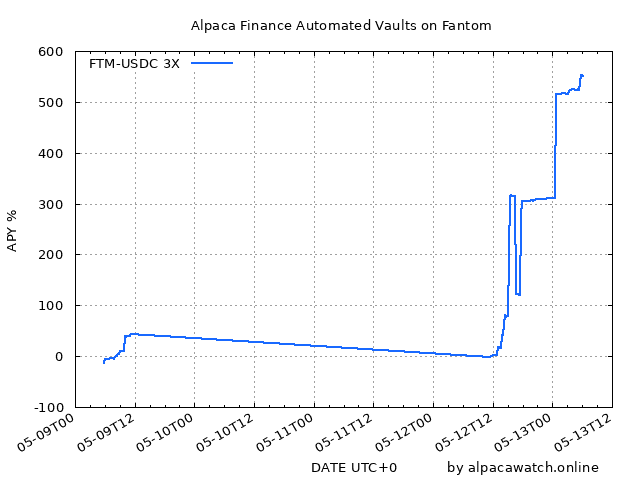 Alpaca Finance Automated Vaults on Fantom
FTM-USDC 3X
APY %
600
500
400
300
200
100
0
-100
05-09T00
05-09T12
05-10T00
05-10T12
05-11T00
05-11T12
05-12T00
05-12T12
05-13T00
05-13T12
DATE UTC+0
by alpacawatch.online